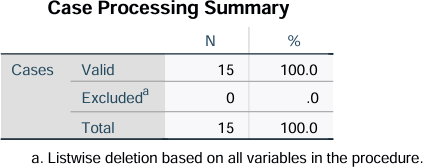 Case Processing Summary
N %
Cases Valid 15 100.0
Excludedᵃ 0 .0
Total 15 100.0
a. Listwise deletion based on all variables in the procedure.